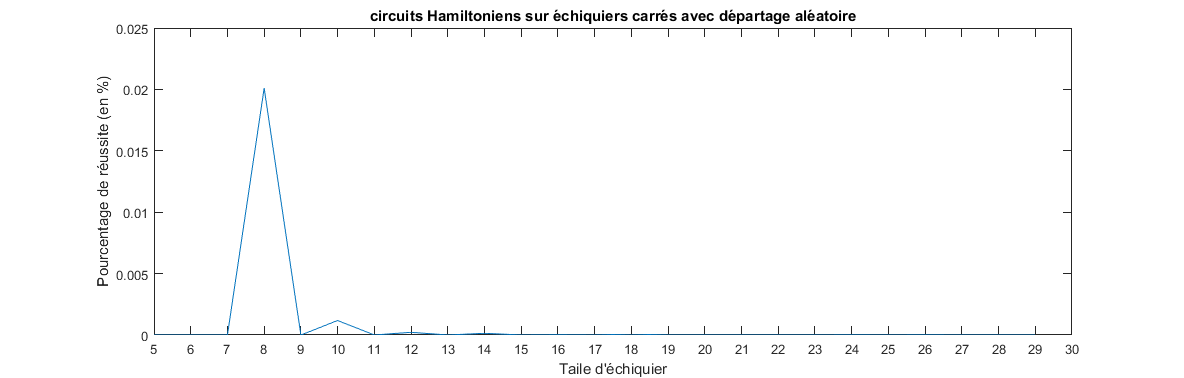 circuits Hamiltoniens sur échiquiers carrés avec départage aléatoire
Pourcentage de réussite (en %)
0.025
0.02
0.015
0.01
0.005
0
5 6 7 8 9 10 11 12 13 14 15 16 17 18 19 20 21 22 23 24 25 26 27 28 29 30
Taile d'échiquier